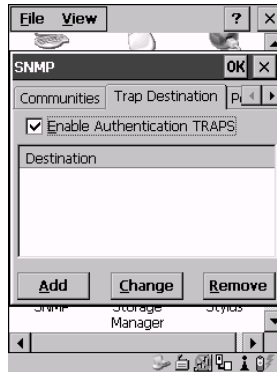 File View ? ×
SNMP OK ×
Communities Trap Destination
Enable Authentication TRAPS
Destination
Add Change Remove
SNMP Storage Manager Stylus